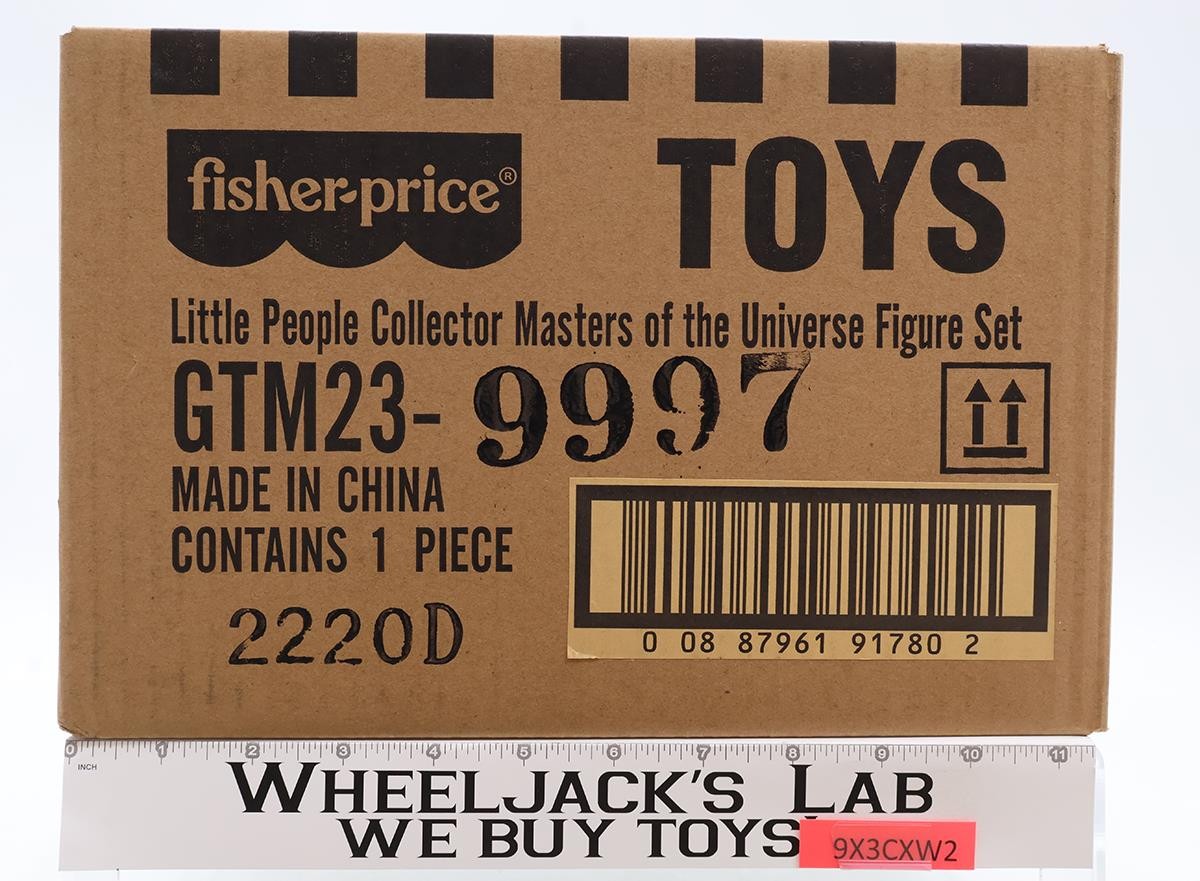 fisher-price®
TOYS
Little People Collector Masters of the Universe Figure Set
GTM23- 9997
MADE IN CHINA
CONTAINS 1 PIECE
2220D
0 08 87961 91780 2
0 1 2 3 4 5 6 7 8 9 10 11
INCH
WHEELJACK'S LAB
WE BUY TOYS
9X3CXW2